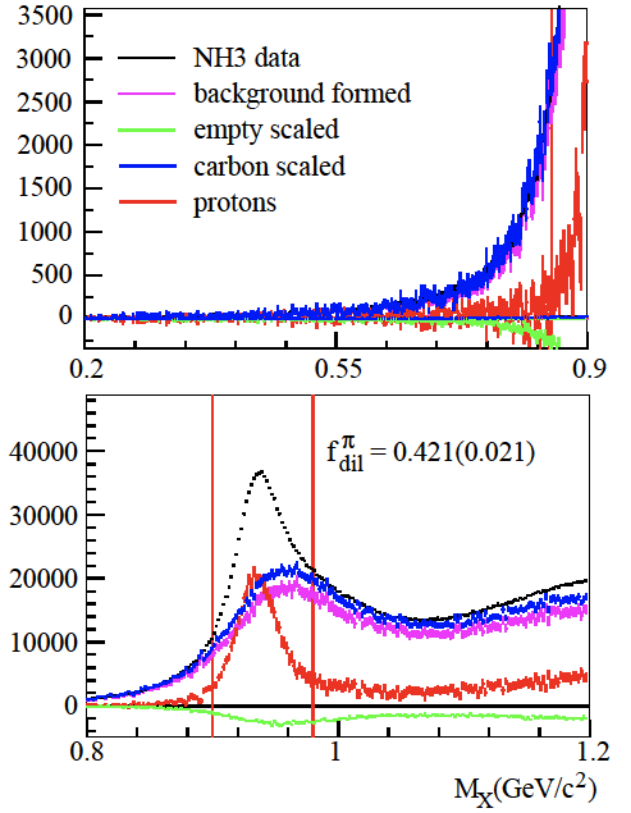 3500
3000
2500
2000
1500
1000
500
0
NH3 data
background formed
empty scaled
carbon scaled
protons
0.2
0.55
0.9
40000
30000
20000
10000
0
f^π_dil = 0.421(0.021)
0.8
1
1.2
M_X(GeV/c²)